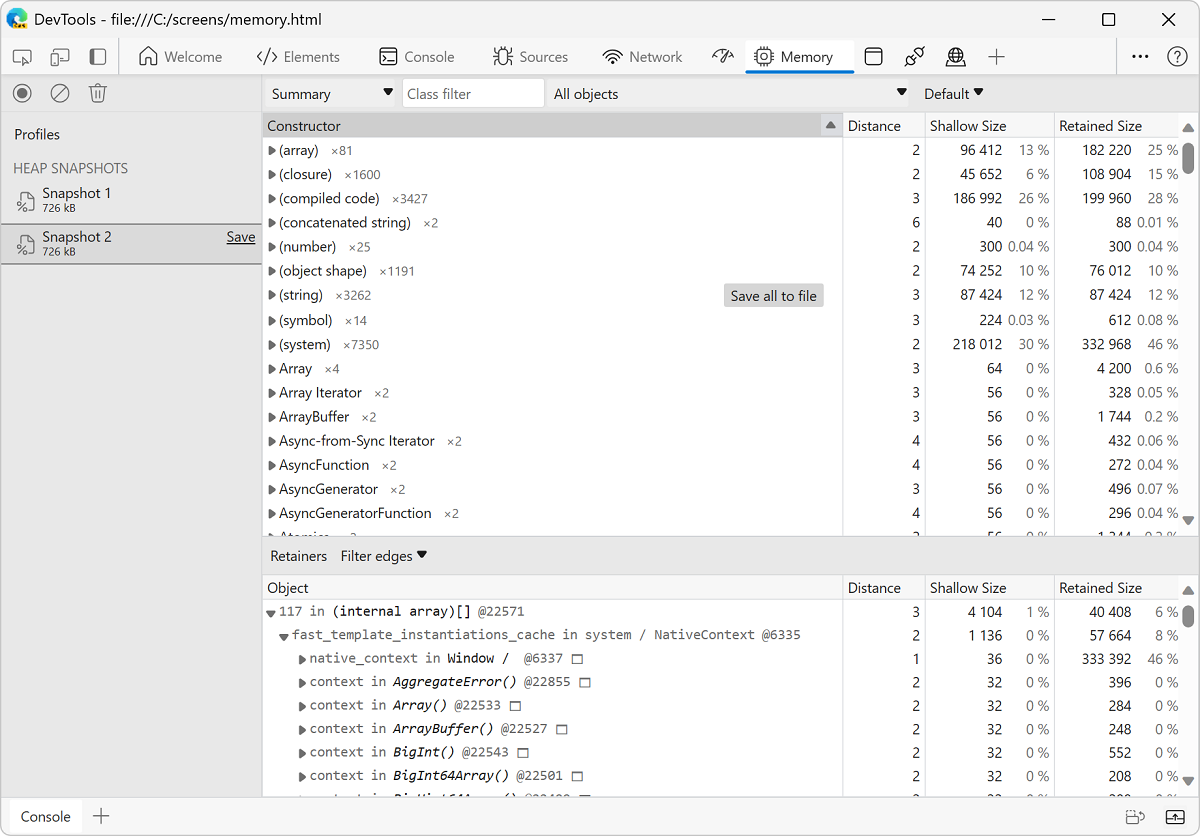 DevTools - file:///C:/screens/memory.html
Welcome Elements Console Sources Network Memory
Summary Class filter All objects Default
Profiles
HEAP SNAPSHOTS
Snapshot 1
726 kB
Snapshot 2 Save
726 kB
Constructor Distance Shallow Size Retained Size
(array) ×81 2 96 412 13 % 182 220 25 %
(closure) ×1600 2 45 652 6 % 108 904 15 %
(compiled code) ×3427 3 186 992 26 % 199 960 28 %
(concatenated string) ×2 6 40 0 % 88 0.01 %
(number) ×25 2 300 0.04 % 300 0.04 %
(object shape) ×1191 2 74 252 10 % 76 012 10 %
(string) ×3262 Save all to file 3 87 424 12 % 87 424 12 %
(symbol) ×14 3 224 0.03 % 612 0.08 %
(system) ×7350 2 218 012 30 % 332 968 46 %
Array ×4 3 64 0 % 4 200 0.6 %
Array Iterator ×2 3 56 0 % 328 0.05 %
ArrayBuffer ×2 3 56 0 % 1 744 0.2 %
Async-from-Sync Iterator ×2 4 56 0 % 432 0.06 %
AsyncFunction ×2 4 56 0 % 272 0.04 %
AsyncGenerator ×2 3 56 0 % 496 0.07 %
AsyncGeneratorFunction ×2 4 56 0 % 296 0.04 %
Retainers Filter edges
Object Distance Shallow Size Retained Size
117 in (internal array)[] @22571 3 4 104 1 % 40 408 6 %
fast_template_instantiations_cache in system / NativeContext @6335 2 1 136 0 % 57 664 8 %
native_context in Window / @6337 1 36 0 % 333 392 46 %
context in AggregateError() @22855 2 32 0 % 396 0 %
context in Array() @22533 2 32 0 % 284 0 %
context in ArrayBuffer() @22527 2 32 0 % 248 0 %
context in BigInt() @22543 2 32 0 % 552 0 %
context in BigInt64Array() @22501 2 32 0 % 208 0 %
Console